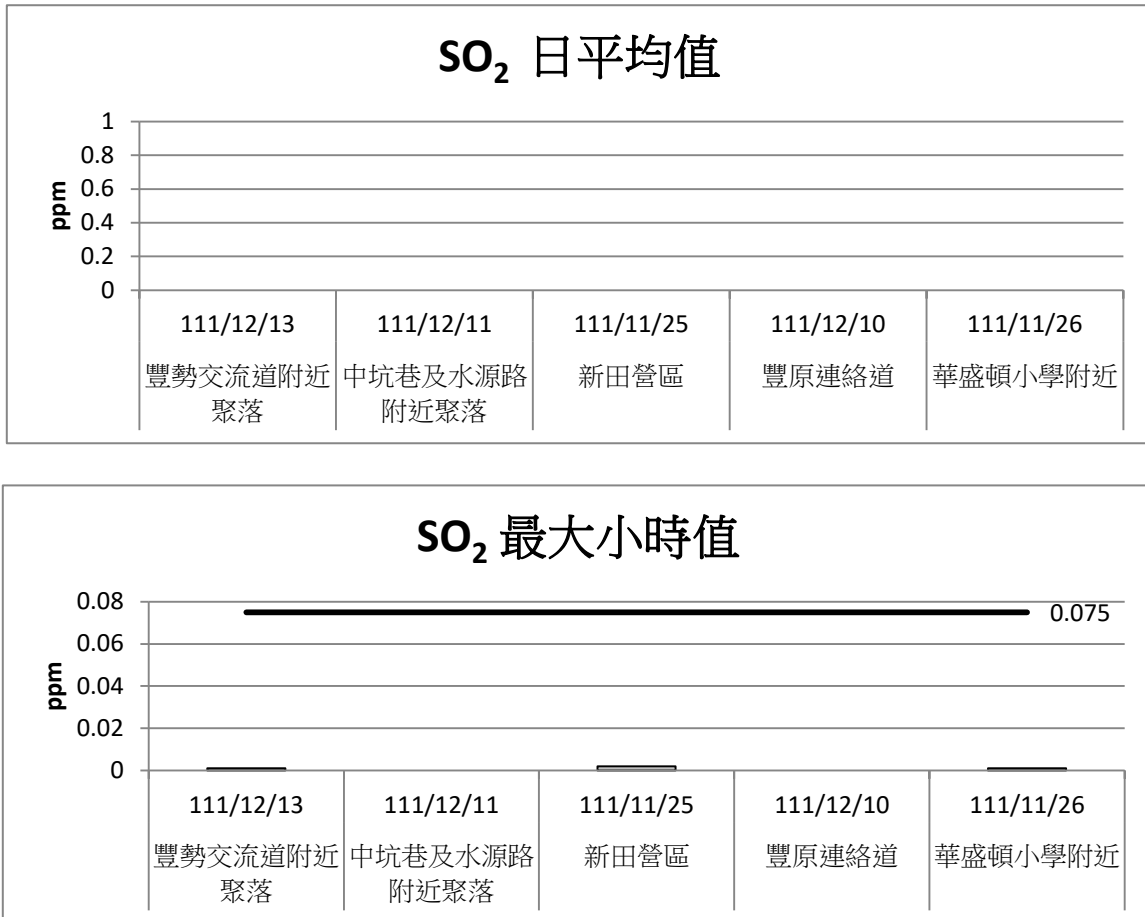 SO₂ 日平均值
1
0.8
0.6
0.4
0.2
0
ppm
111/12/13 111/12/11 111/11/25 111/12/10 111/11/26
豐勢交流道附近 中坑巷及水源路 新田營區 豐原連絡道 華盛頓小學附近
聚落 附近聚落
SO₂ 最大小時值
0.08
0.075
0.06
0.04
0.02
0
ppm
111/12/13 111/12/11 111/11/25 111/12/10 111/11/26
豐勢交流道附近 中坑巷及水源路 新田營區 豐原連絡道 華盛頓小學附近
聚落 附近聚落